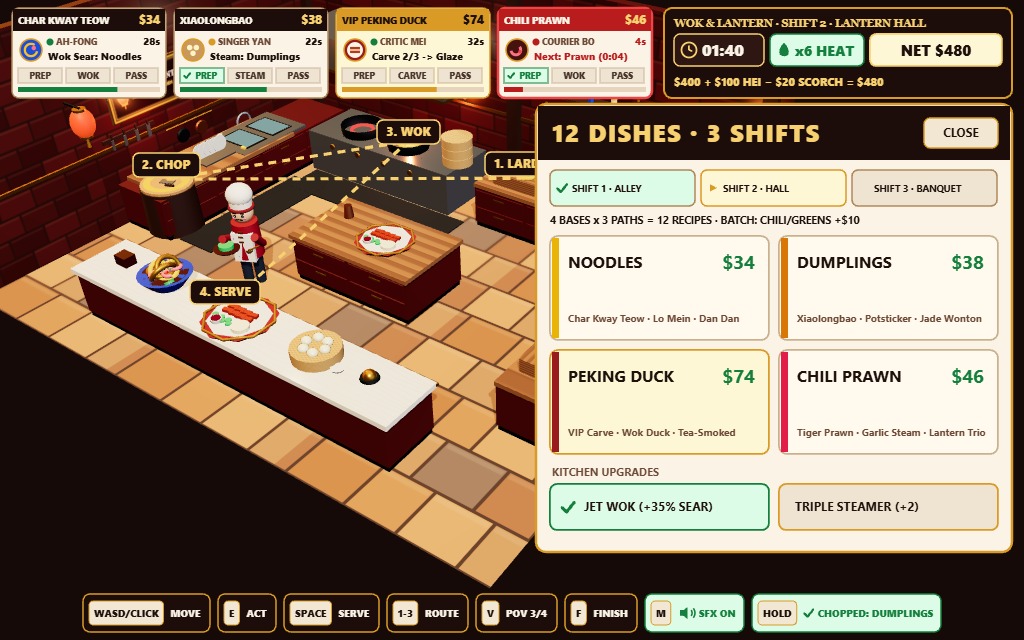 CHAR KWAY TEOW $34
AH-FONG 28s
Wok Sear: Noodles
PREP WOK PASS
XIAOLONGBAO $38
SINGER YAN 22s
Steam: Dumplings
PREP STEAM PASS
VIP PEKING DUCK $74
CRITIC MEI 32s
Carve 2/3 -> Glaze
PREP CARVE PASS
CHILI PRAWN $46
COURIER BO 4s
Next: Prawn (0:04)
PREP WOK PASS
WOK & LANTERN · SHIFT 2 · LANTERN HALL
01:40 x6 HEAT NET $480
$400 + $100 HEI − $20 SCORCH = $480
3. WOK
2. CHOP
1. LARD
4. SERVE
12 DISHES · 3 SHIFTS CLOSE
SHIFT 1 · ALLEY SHIFT 2 · HALL SHIFT 3 · BANQUET
4 BASES x 3 PATHS = 12 RECIPES · BATCH: CHILI/GREENS +$10
NOODLES $34
Char Kway Teow · Lo Mein · Dan Dan
DUMPLINGS $38
Xiaolongbao · Potsticker · Jade Wonton
PEKING DUCK $74
VIP Carve · Wok Duck · Tea-Smoked
CHILI PRAWN $46
Tiger Prawn · Garlic Steam · Lantern Trio
KITCHEN UPGRADES
JET WOK (+35% SEAR) TRIPLE STEAMER (+2)
WASD/CLICK MOVE E ACT SPACE SERVE 1-3 ROUTE V POV 3/4 F FINISH M SFX ON HOLD CHOPPED: DUMPLINGS